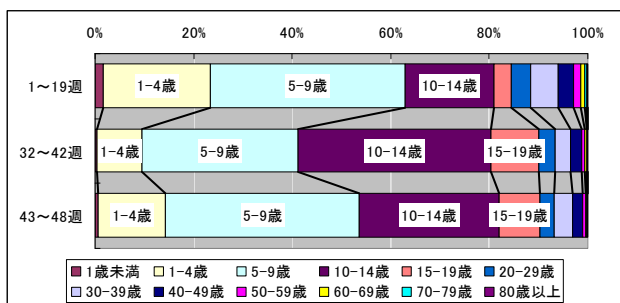 0% 20% 40% 60% 80% 100%
1～19週 1-4歳 5-9歳 10-14歳
32～42週 1-4歳 5-9歳 10-14歳 15-19歳
43～48週 1-4歳 5-9歳 10-14歳 15-19歳
1歳未満 1-4歳 5-9歳 10-14歳 15-19歳 20-29歳
30-39歳 40-49歳 50-59歳 60-69歳 70-79歳 80歳以上